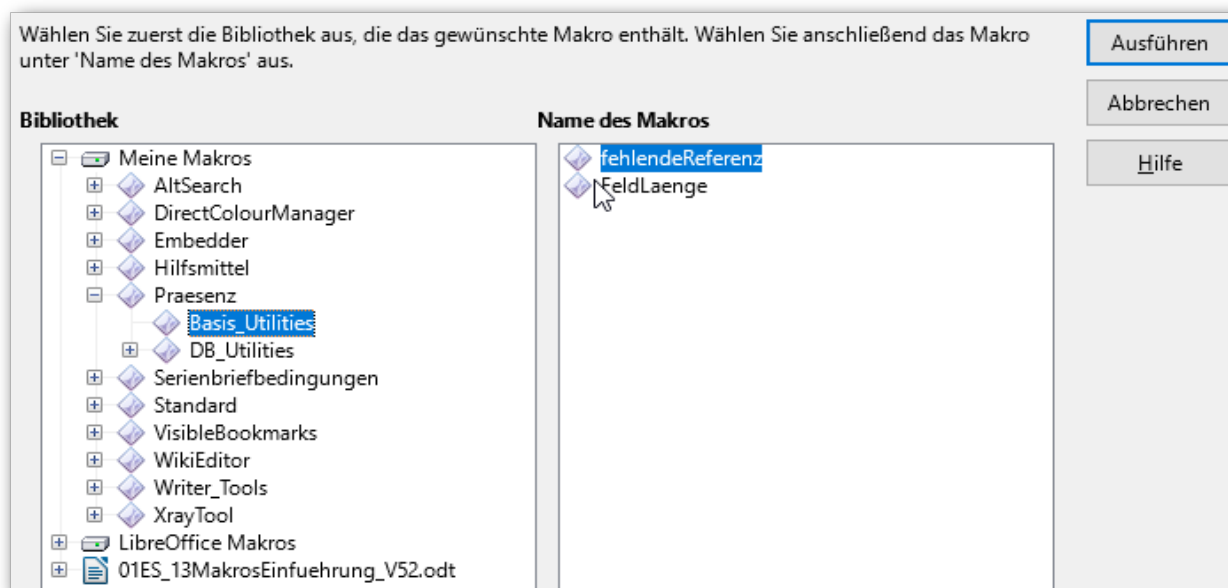 Wählen Sie zuerst die Bibliothek aus, die das gewünschte Makro enthält. Wählen Sie anschließend das Makro
unter 'Name des Makros' aus.
Ausführen
Abbrechen
Hilfe
Bibliothek
Meine Makros
AltSearch
DirectColourManager
Embedder
Hilfsmittel
Praesenz
Basis_Utilities
DB_Utilities
Serienbriefbedingungen
Standard
VisibleBookmarks
WikiEditor
Writer_Tools
XrayTool
LibreOffice Makros
01ES_13MakrosEinfuehrung_V52.odt
Name des Makros
fehlendeReferenz
FeldLaenge